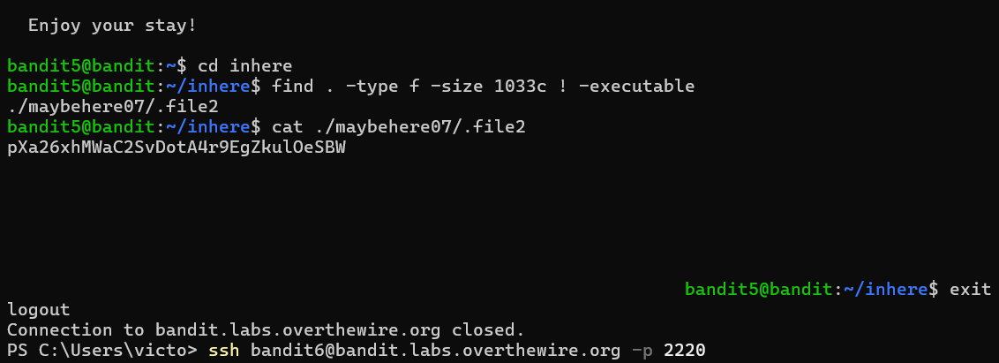 Enjoy your stay!
bandit5@bandit:~$ cd inhere
bandit5@bandit:~/inhere$ find . -type f -size 1033c ! -executable
./maybehere07/.file2
bandit5@bandit:~/inhere$ cat ./maybehere07/.file2
pXa26xhMWaC2SvDotA4r9EgZkulOeSBW
bandit5@bandit:~/inhere$ exit
logout
Connection to bandit.labs.overthewire.org closed.
PS C:\Users\victo> ssh bandit6@bandit.labs.overthewire.org -p 2220